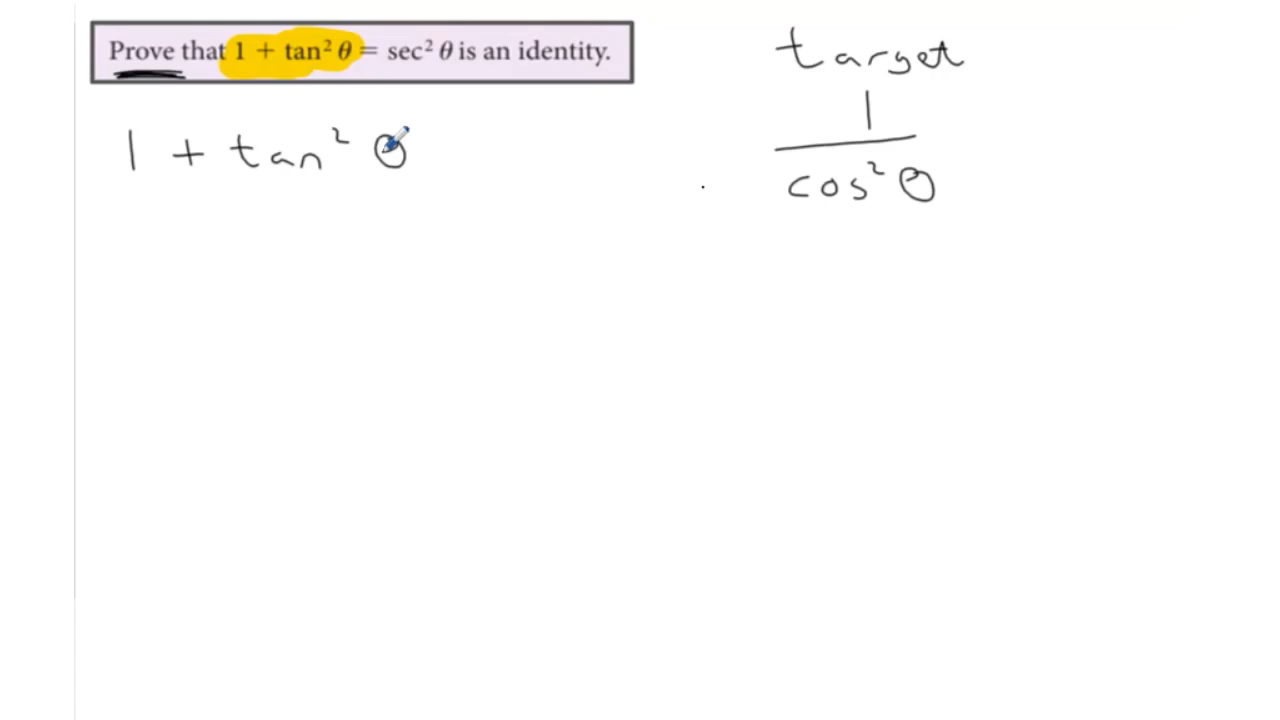 Prove that 1 + tan² θ = sec² θ is an identity.
target
1 + tan² θ
1
cos² θ